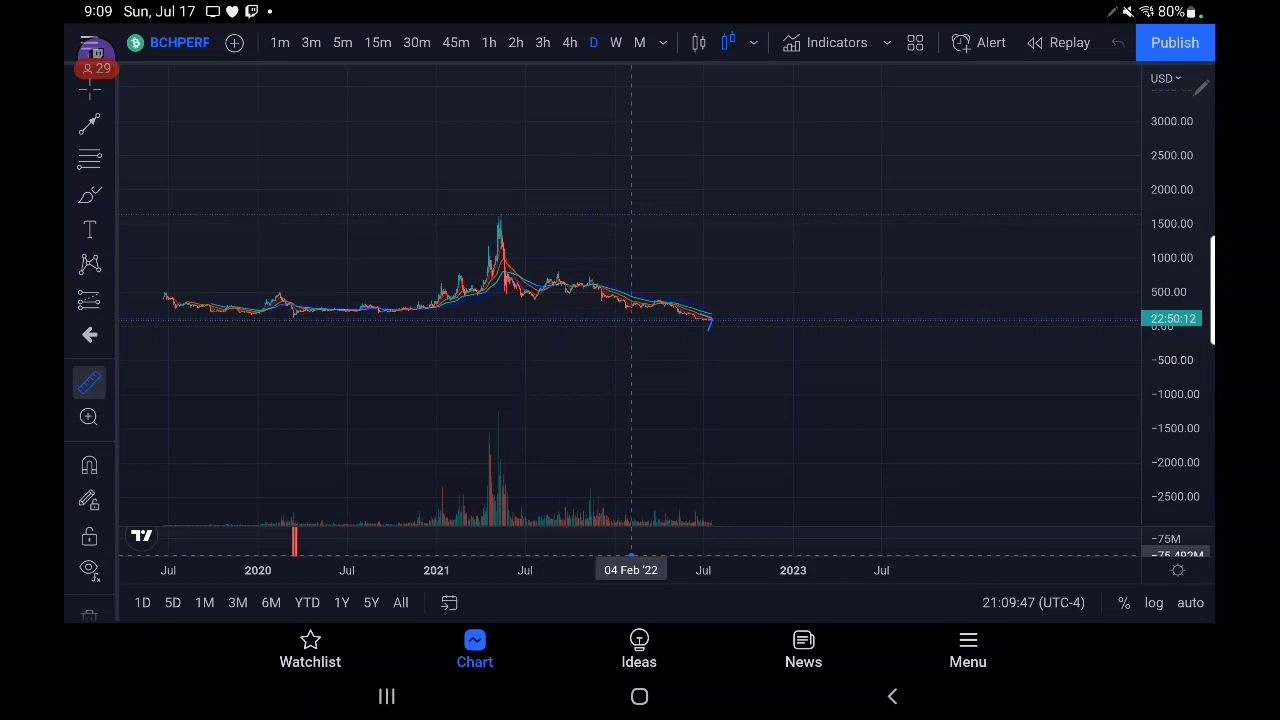 9:09 Sun, Jul 17 80%
BCHPERF 1m 3m 5m 15m 30m 45m 1h 2h 3h 4h D W M Indicators Alert Replay Publish
29
USD
3000.00
2500.00
2000.00
1500.00
1000.00
500.00
22:50:12
0.00
−500.00
−1000.00
−1500.00
−2000.00
−2500.00
−75M
−75.492M
Jul 2020 Jul 2021 Jul 04 Feb '22 Jul 2023 Jul
1D 5D 1M 3M 6M YTD 1Y 5Y All 21:09:47 (UTC-4) % log auto
Watchlist Chart Ideas News Menu